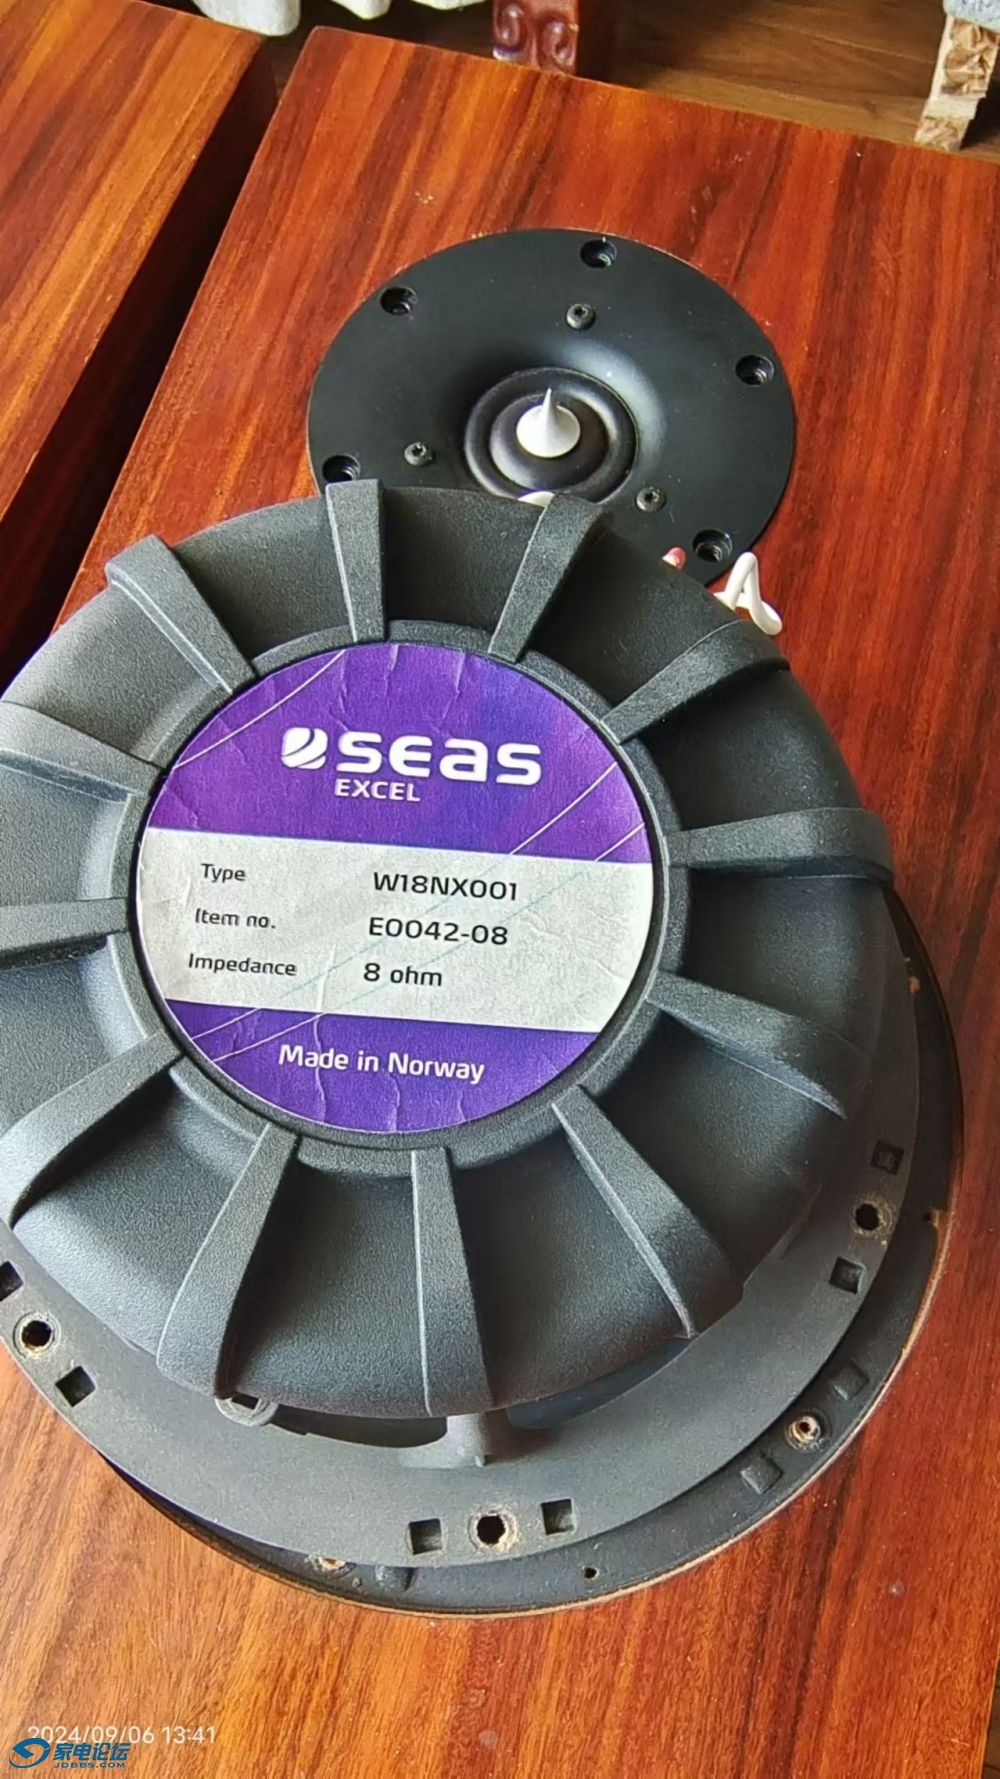 seas
EXCEL
Type W18NX001
Item no. E0042-08
Impedance 8 ohm
Made in Norway
2024/09/06 13:41
家电论坛
JDBBS.COM